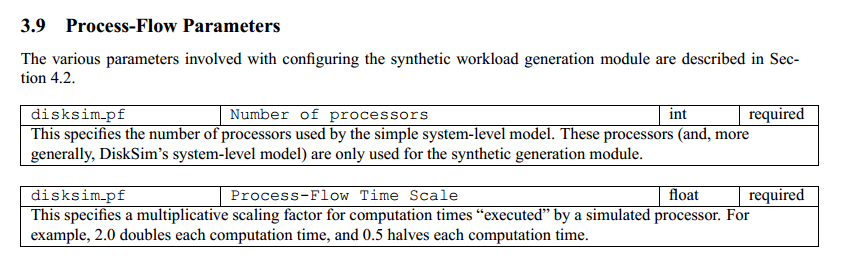 3.9 Process-Flow Parameters
The various parameters involved with configuring the synthetic workload generation module are described in Sec-
tion 4.2.
disksim_pf Number of processors int required
This specifies the number of processors used by the simple system-level model. These processors (and, more
generally, DiskSim's system-level model) are only used for the synthetic generation module.
disksim_pf Process-Flow Time Scale float required
This specifies a multiplicative scaling factor for computation times “executed” by a simulated processor. For
example, 2.0 doubles each computation time, and 0.5 halves each computation time.